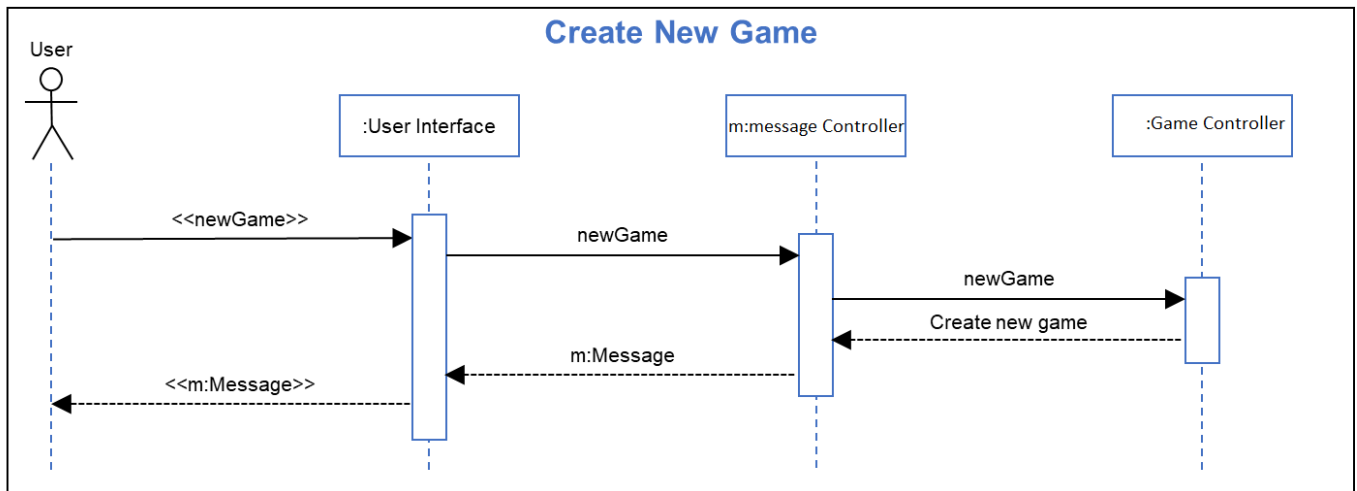 Create New Game
User
:User Interface
m:message Controller
:Game Controller
<<newGame>>
newGame
newGame
Create new game
m:Message
<<m:Message>>